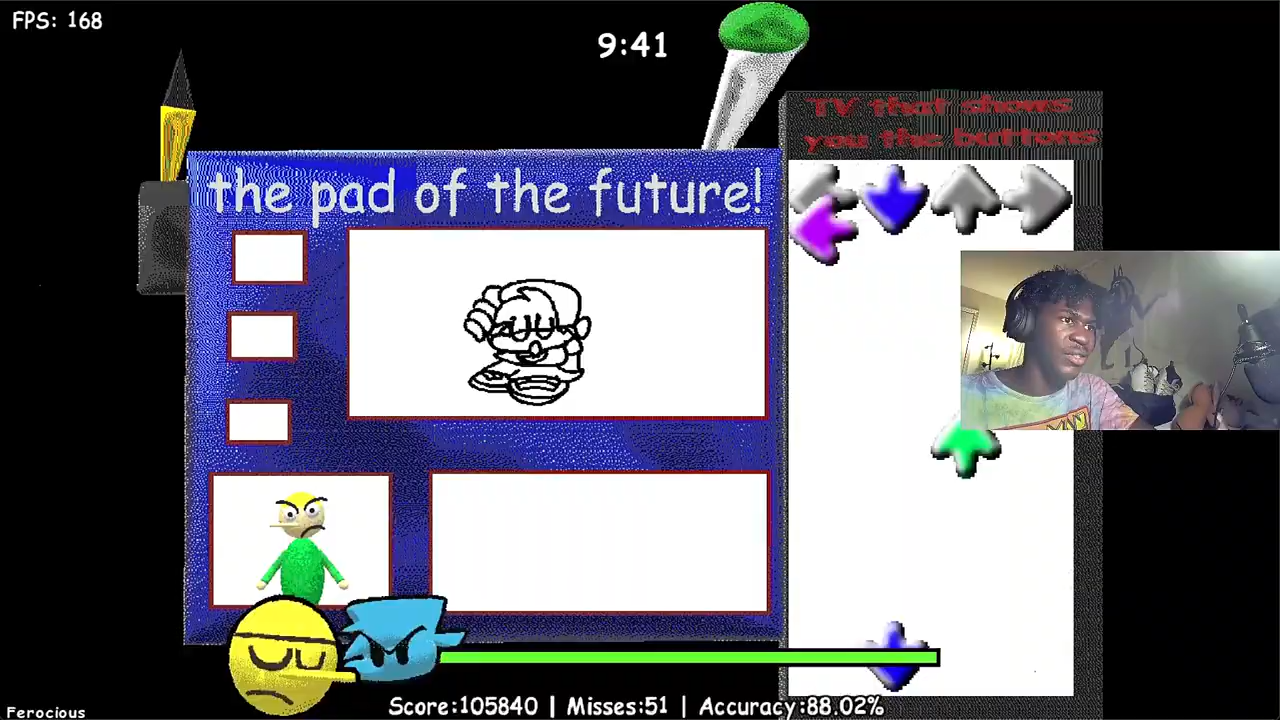 FPS: 168
9:41
TV that shows
you the buttons
the pad of the future!
Score:105840 | Misses:51 | Accuracy:88.02%
Ferocious